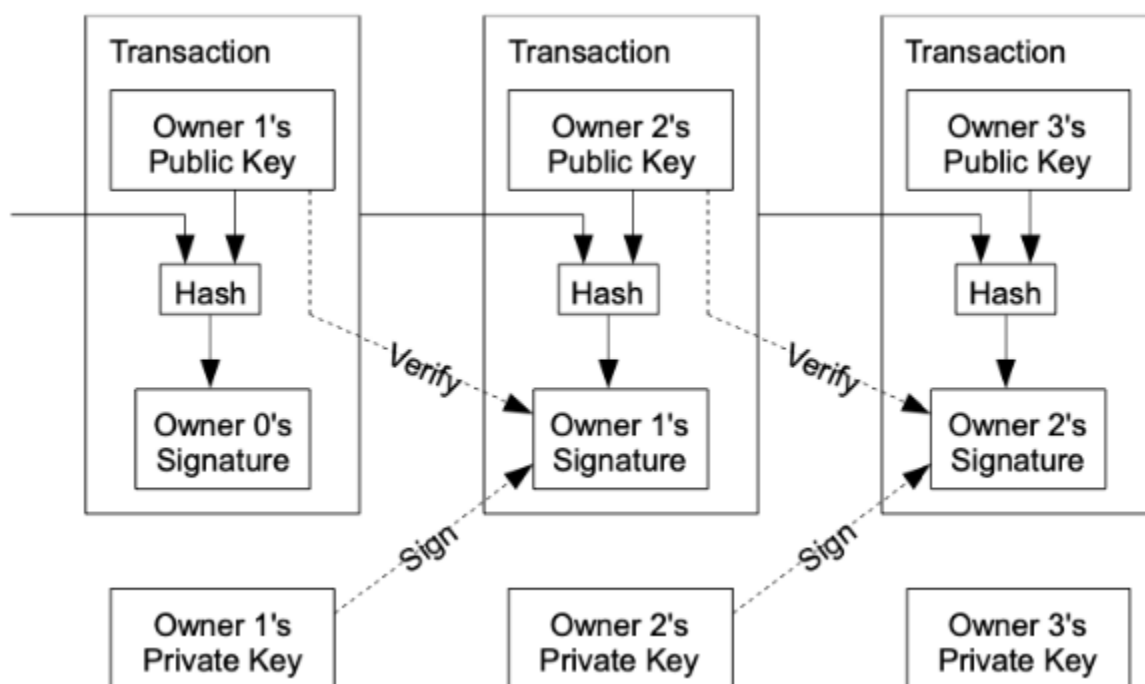 Transaction
Transaction
Transaction
Owner 1's
Public Key
Owner 2's
Public Key
Owner 3's
Public Key
Hash
Hash
Hash
Verify
Verify
Owner 0's
Signature
Owner 1's
Signature
Owner 2's
Signature
Sign
Sign
Owner 1's
Private Key
Owner 2's
Private Key
Owner 3's
Private Key